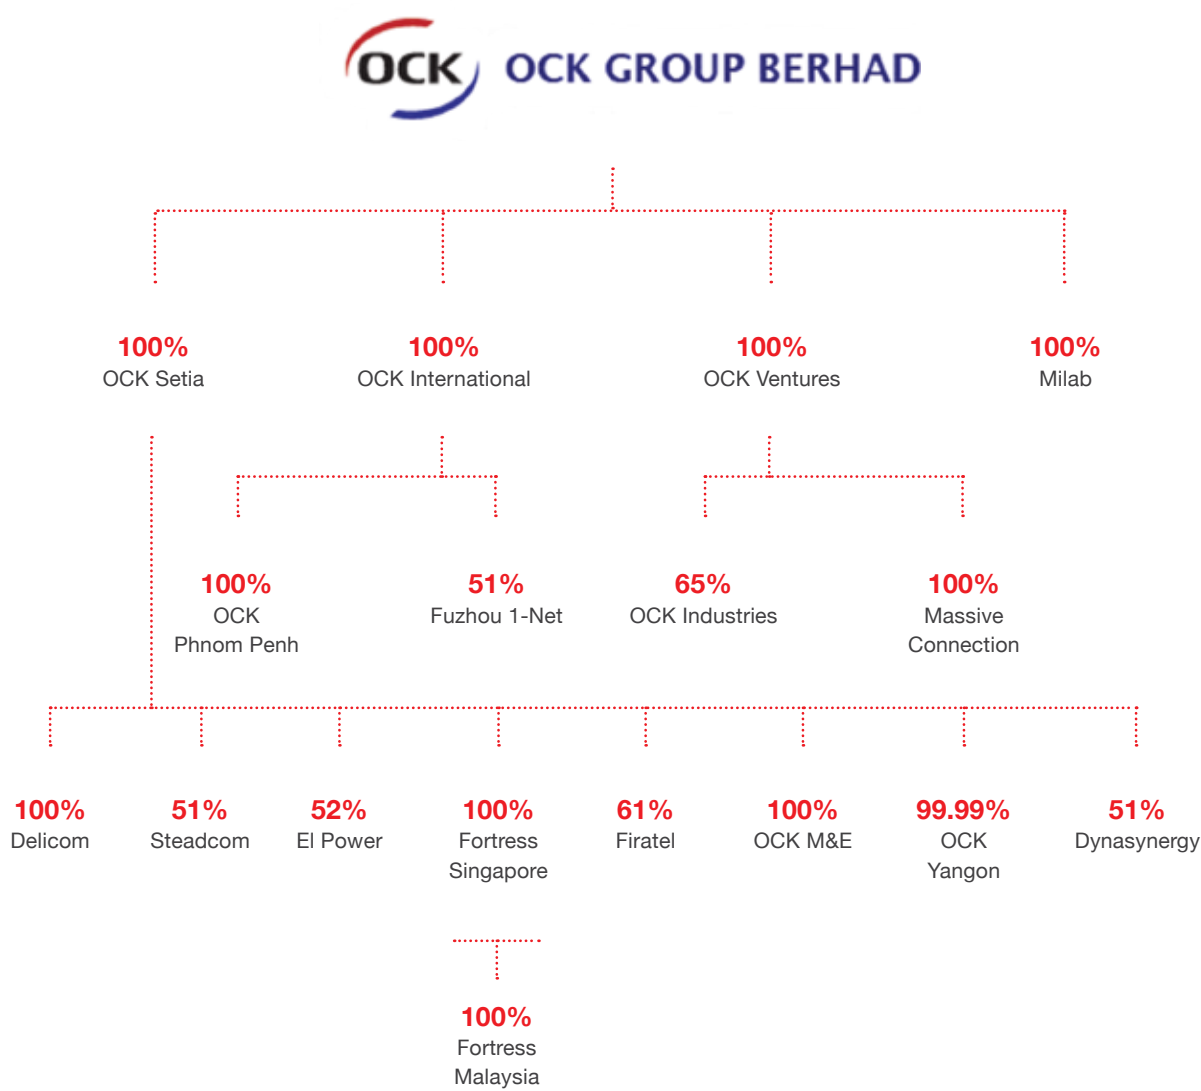 OCK OCK GROUP BERHAD
100%
OCK Setia
100%
OCK International
100%
OCK Ventures
100%
Milab
100%
OCK
Phnom Penh
51%
Fuzhou 1-Net
65%
OCK Industries
100%
Massive
Connection
100%
Delicom
51%
Steadcom
52%
El Power
100%
Fortress
Singapore
61%
Firatel
100%
OCK M&E
99.99%
OCK
Yangon
51%
Dynasynergy
100%
Fortress
Malaysia